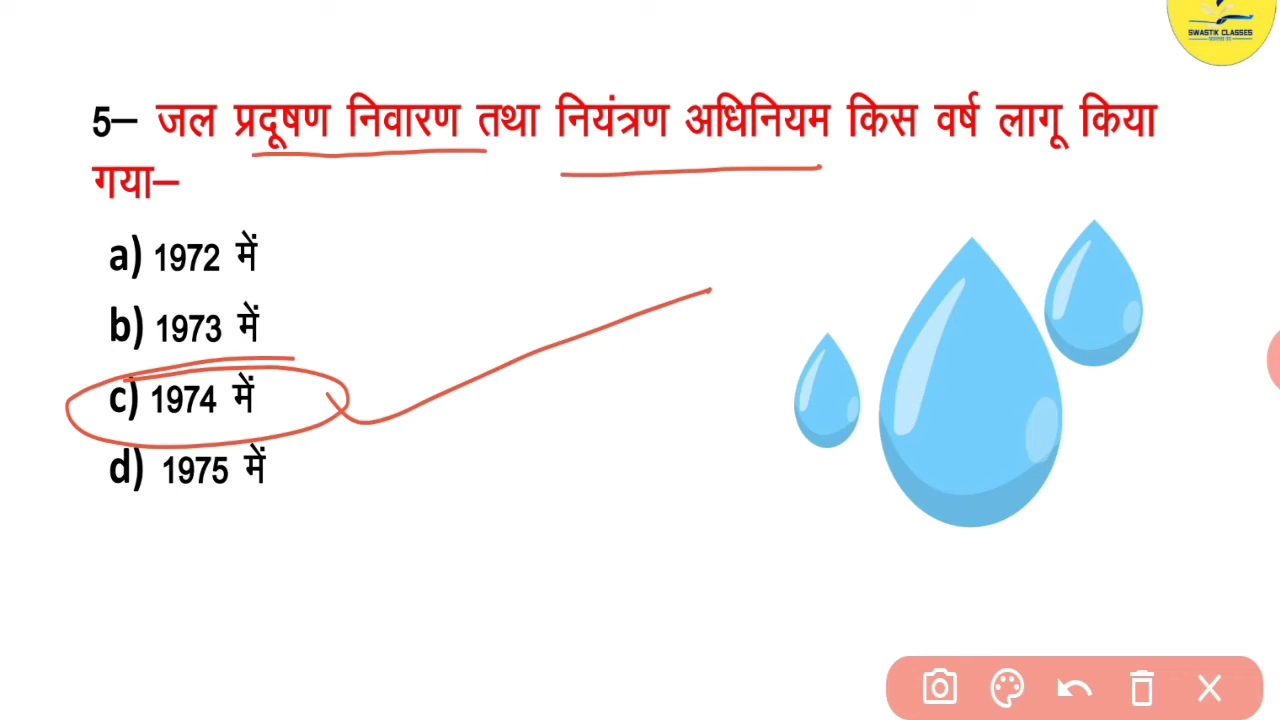 SWASTIK CLASSES
5– जल प्रदूषण निवारण तथा नियंत्रण अधिनियम किस वर्ष लागू किया
गया–
a) 1972 में
b) 1973 में
c) 1974 में
d) 1975 में